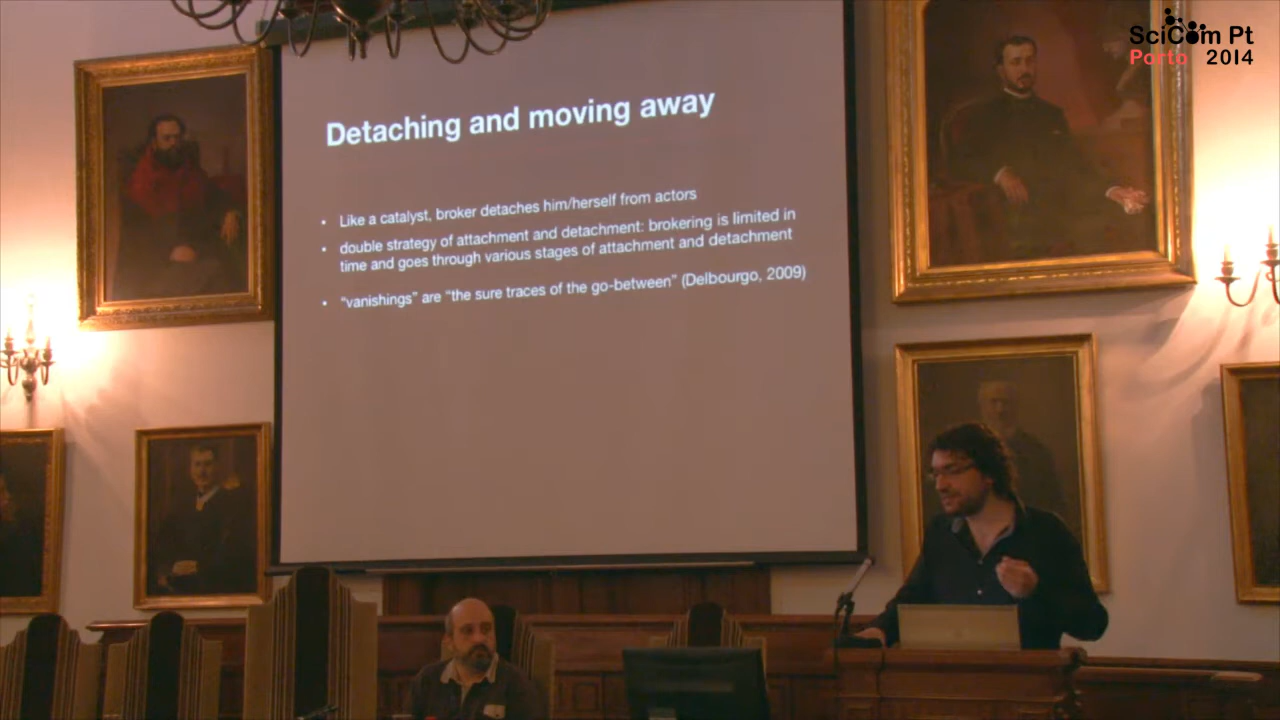 SciCom Pt
Porto 2014
Detaching and moving away
• Like a catalyst, broker detaches him/herself from actors
• double strategy of attachment and detachment: brokering is limited in
time and goes through various stages of attachment and detachment
• “vanishings” are “the sure traces of the go-between” (Delbourgo, 2009)